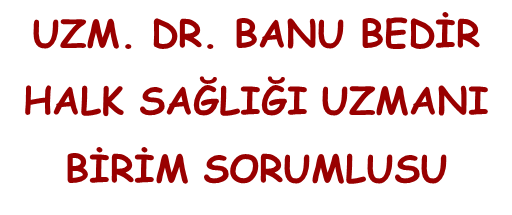 UZM. DR. BANU BEDİR
HALK SAĞLIĞI UZMANI
BİRİM SORUMLUSU